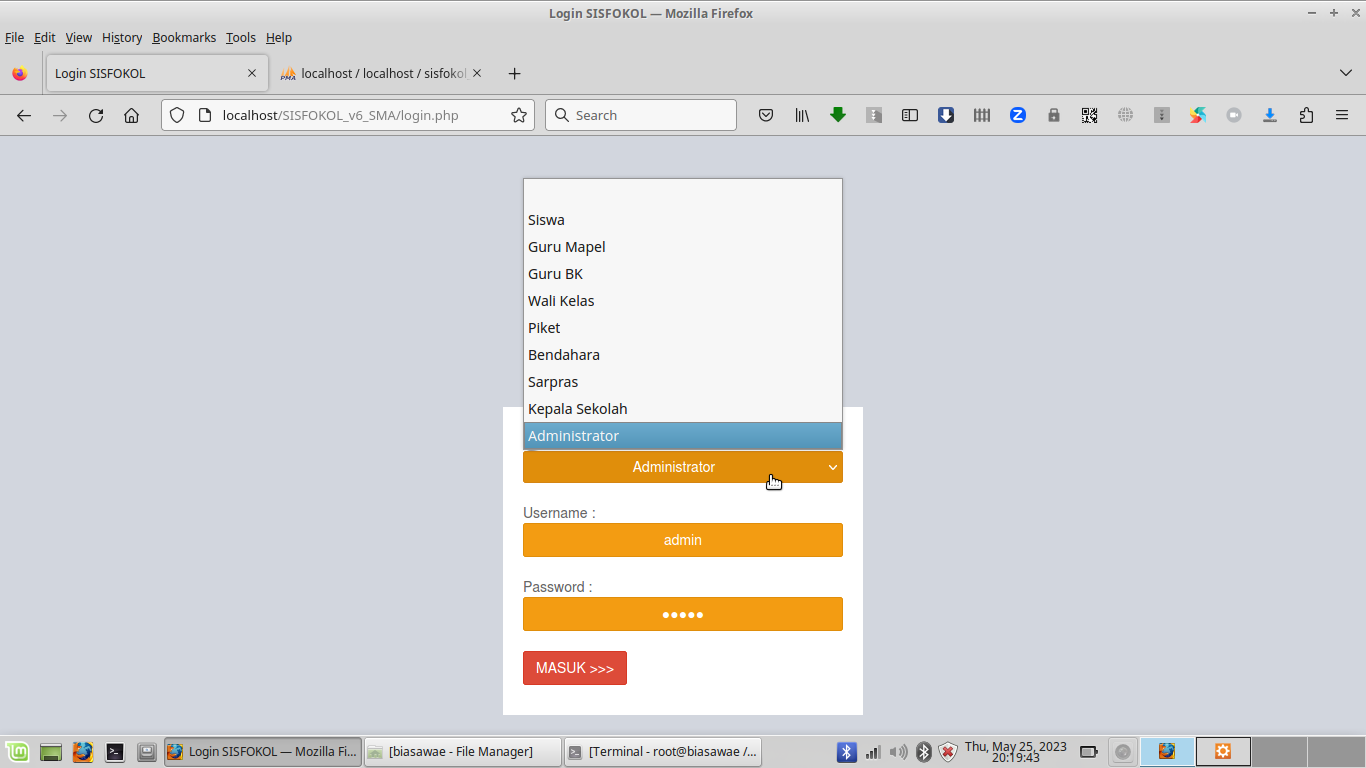 Login SISFOKOL — Mozilla Firefox
File Edit View History Bookmarks Tools Help
Login SISFOKOL
PMA localhost / localhost / sisfokol
localhost/SISFOKOL_v6_SMA/login.php
Search
Siswa
Guru Mapel
Guru BK
Wali Kelas
Piket
Bendahara
Sarpras
Kepala Sekolah
Administrator
Administrator
Username :
admin
Password :
•••••
MASUK >>>
Login SISFOKOL — Mozilla Fi...
[biasawae - File Manager]
[Terminal - root@biasawae /...
Thu, May 25, 2023
20:19:43